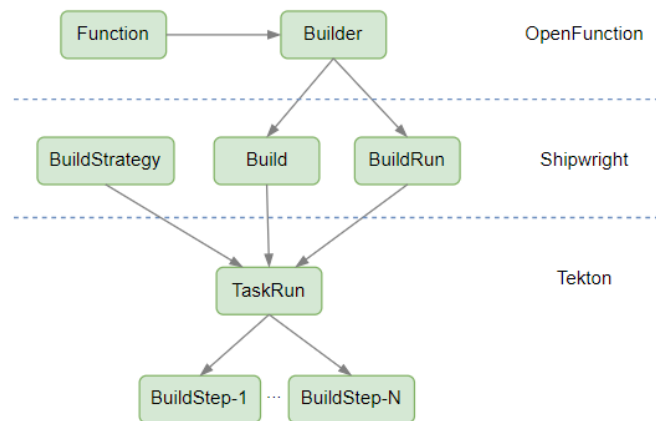 Function
Builder
OpenFunction
BuildStrategy
Build
BuildRun
Shipwright
TaskRun
Tekton
BuildStep-1
...
BuildStep-N